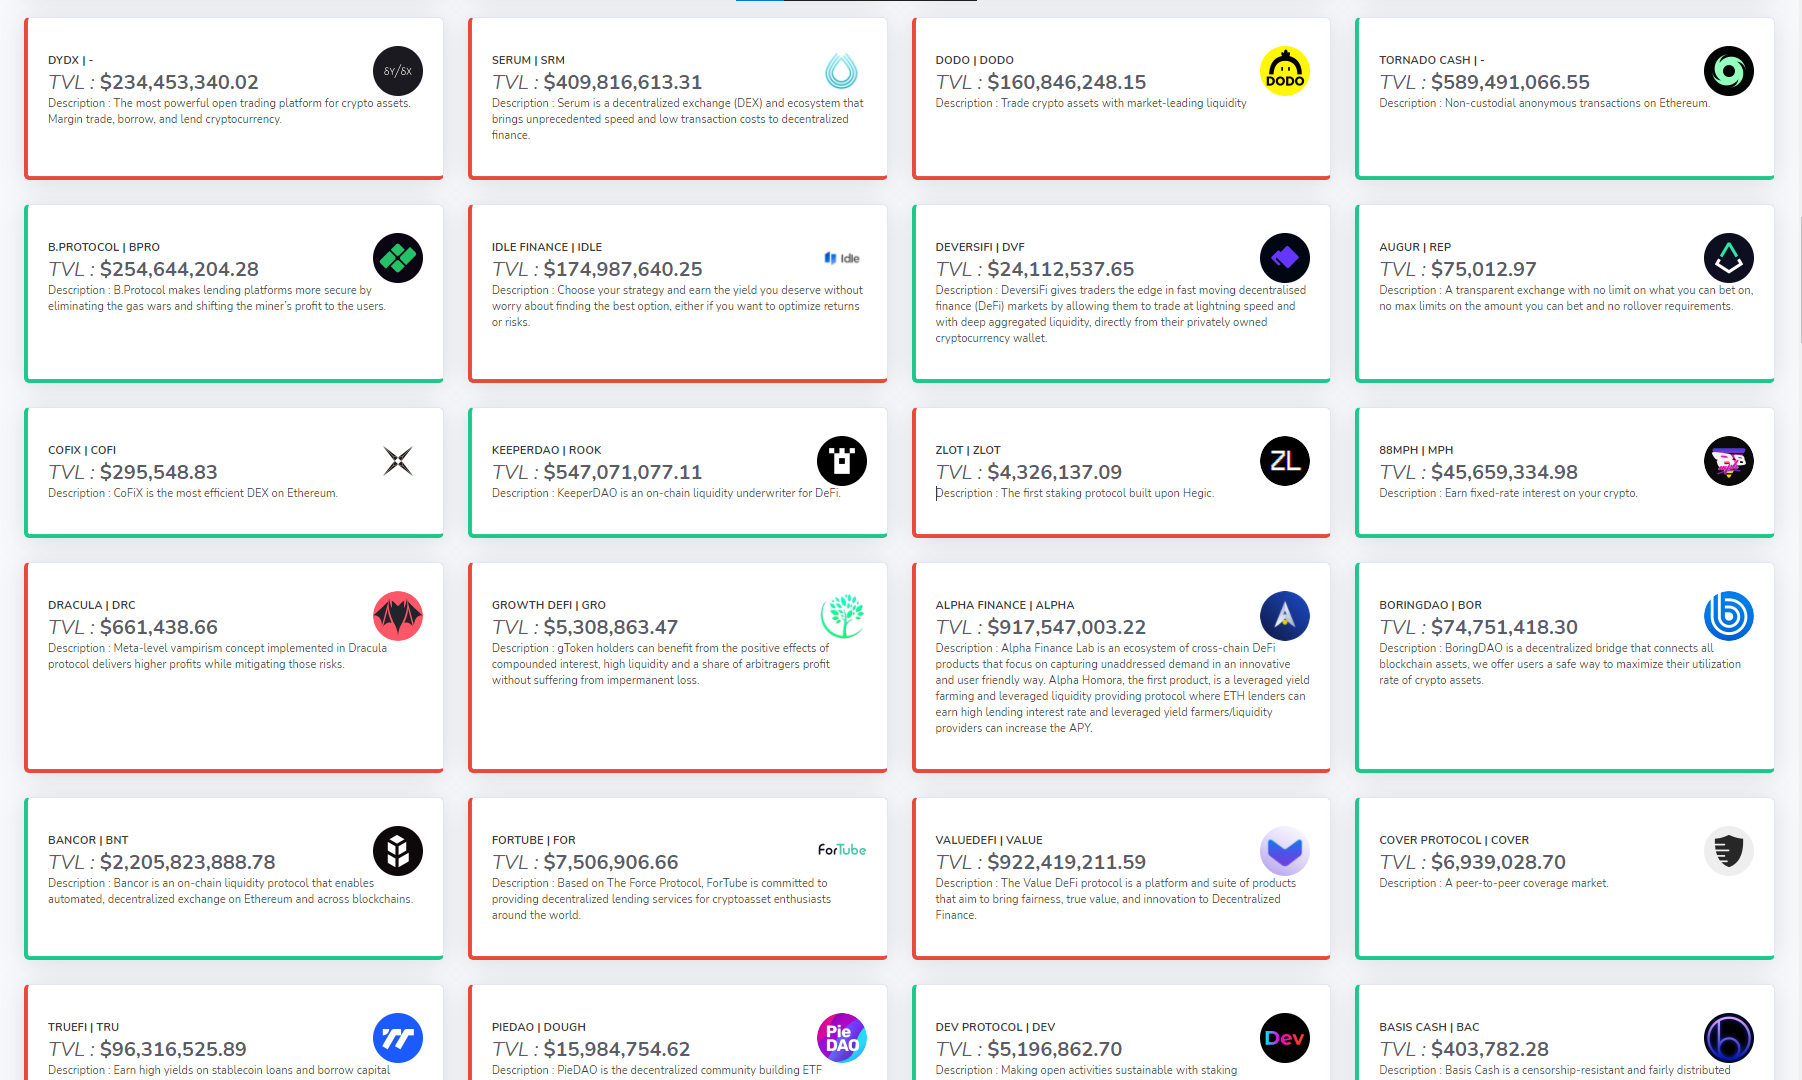 DYDX | -
TVL : $234,453,340.02
Description : The most powerful open trading platform for crypto assets.
Margin trade, borrow, and lend cryptocurrency.
δY/δX
SERUM | SRM
TVL : $409,816,613.31
Description : Serum is a decentralized exchange (DEX) and ecosystem that
brings unprecedented speed and low transaction costs to decentralized
finance.
DODO | DODO
TVL : $160,846,248.15
Description : Trade crypto assets with market-leading liquidity
DODO
TORNADO CASH | -
TVL : $589,491,066.55
Description : Non-custodial anonymous transactions on Ethereum.
B.PROTOCOL | BPRO
TVL : $254,644,204.28
Description : B.Protocol makes lending platforms more secure by
eliminating the gas wars and shifting the miner's profit to the users.
IDLE FINANCE | IDLE
TVL : $174,987,640.25
Description : Choose your strategy and earn the yield you deserve without
worry about finding the best option, either if you want to optimize returns
or risks.
Idle
DEVERSIFI | DVF
TVL : $24,112,537.65
Description : DeversiFi gives traders the edge in fast moving decentralised
finance (DeFi) markets by allowing them to trade at lightning speed and
with deep aggregated liquidity, directly from their privately owned
cryptocurrency wallet.
AUGUR | REP
TVL : $75,012.97
Description : A transparent exchange with no limit on what you can bet on,
no max limits on the amount you can bet and no rollover requirements.
COFIX | COFI
TVL : $295,548.83
Description : CoFiX is the most efficient DEX on Ethereum.
KEEPERDAO | ROOK
TVL : $547,071,077.11
Description : KeeperDAO is an on-chain liquidity underwriter for DeFi.
ZLOT | ZLOT
TVL : $4,326,137.09
Description : The first staking protocol built upon Hegic.
ZL
88MPH | MPH
TVL : $45,659,334.98
Description : Earn fixed-rate interest on your crypto.
DRACULA | DRC
TVL : $661,438.66
Description : Meta-level vampirism concept implemented in Dracula
protocol delivers higher profits while mitigating those risks.
GROWTH DEFI | GRO
TVL : $5,308,863.47
Description : gToken holders can benefit from the positive effects of
compounded interest, high liquidity and a share of arbitragers profit
without suffering from impermanent loss.
ALPHA FINANCE | ALPHA
TVL : $917,547,003.22
Description : Alpha Finance Lab is an ecosystem of cross-chain DeFi
products that focus on capturing unaddressed demand in an innovative
and user friendly way. Alpha Homora, the first product, is a leveraged yield
farming and leveraged liquidity providing protocol where ETH lenders can
earn high lending interest rate and leveraged yield farmers/liquidity
providers can increase the APY.
BORINGDAO | BOR
TVL : $74,751,418.30
Description : BoringDAO is a decentralized bridge that connects all
blockchain assets, we offer users a safe way to maximize their utilization
rate of crypto assets.
BANCOR | BNT
TVL : $2,205,823,888.78
Description : Bancor is an on-chain liquidity protocol that enables
automated, decentralized exchange on Ethereum and across blockchains.
FORTUBE | FOR
TVL : $7,506,906.66
Description : Based on The Force Protocol, ForTube is committed to
providing decentralized lending services for cryptoasset enthusiasts
around the world.
ForTube
VALUEDEFI | VALUE
TVL : $922,419,211.59
Description : The Value DeFi protocol is a platform and suite of products
that aim to bring fairness, true value, and innovation to Decentralized
Finance.
COVER PROTOCOL | COVER
TVL : $6,939,028.70
Description : A peer-to-peer coverage market.
TRUEFI | TRU
TVL : $96,316,525.89
Description : Earn high yields on stablecoin loans and borrow capital
PIEDAO | DOUGH
TVL : $15,984,754.62
Description : PieDAO is the decentralized community building ETF
Pie
DAO
DEV PROTOCOL | DEV
TVL : $5,196,862.70
Description : Making open activities sustainable with staking
Dev
BASIS CASH | BAC
TVL : $403,782.28
Description : Basis Cash is a censorship-resistant and fairly distributed